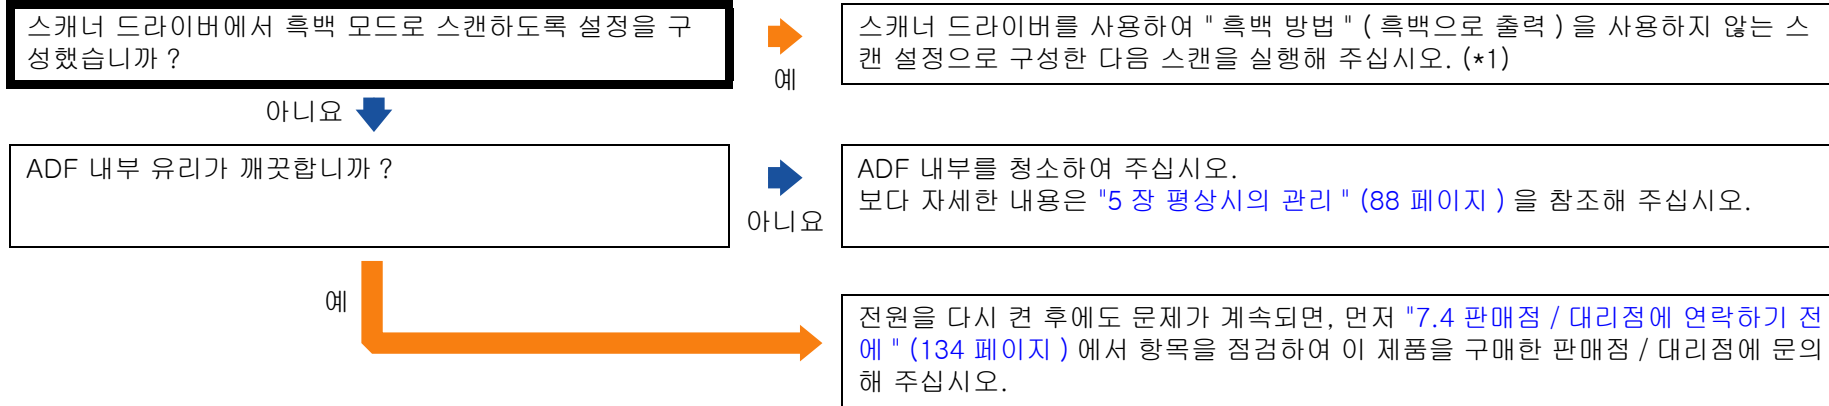 스캐너 드라이버에서 흑백 모드로 스캔하도록 설정을 구
성했습니까 ?
예
스캐너 드라이버를 사용하여 " 흑백 방법 " ( 흑백으로 출력 ) 을 사용하지 않는 스
캔 설정으로 구성한 다음 스캔을 실행해 주십시오. (*1)
아니요
ADF 내부 유리가 깨끗합니까 ?
아니요
ADF 내부를 청소하여 주십시오.
보다 자세한 내용은 "5 장 평상시의 관리 " (88 페이지 ) 을 참조해 주십시오.
예
전원을 다시 켠 후에도 문제가 계속되면, 먼저 "7.4 판매점 / 대리점에 연락하기 전
에 " (134 페이지 ) 에서 항목을 점검하여 이 제품을 구매한 판매점 / 대리점에 문의
해 주십시오.